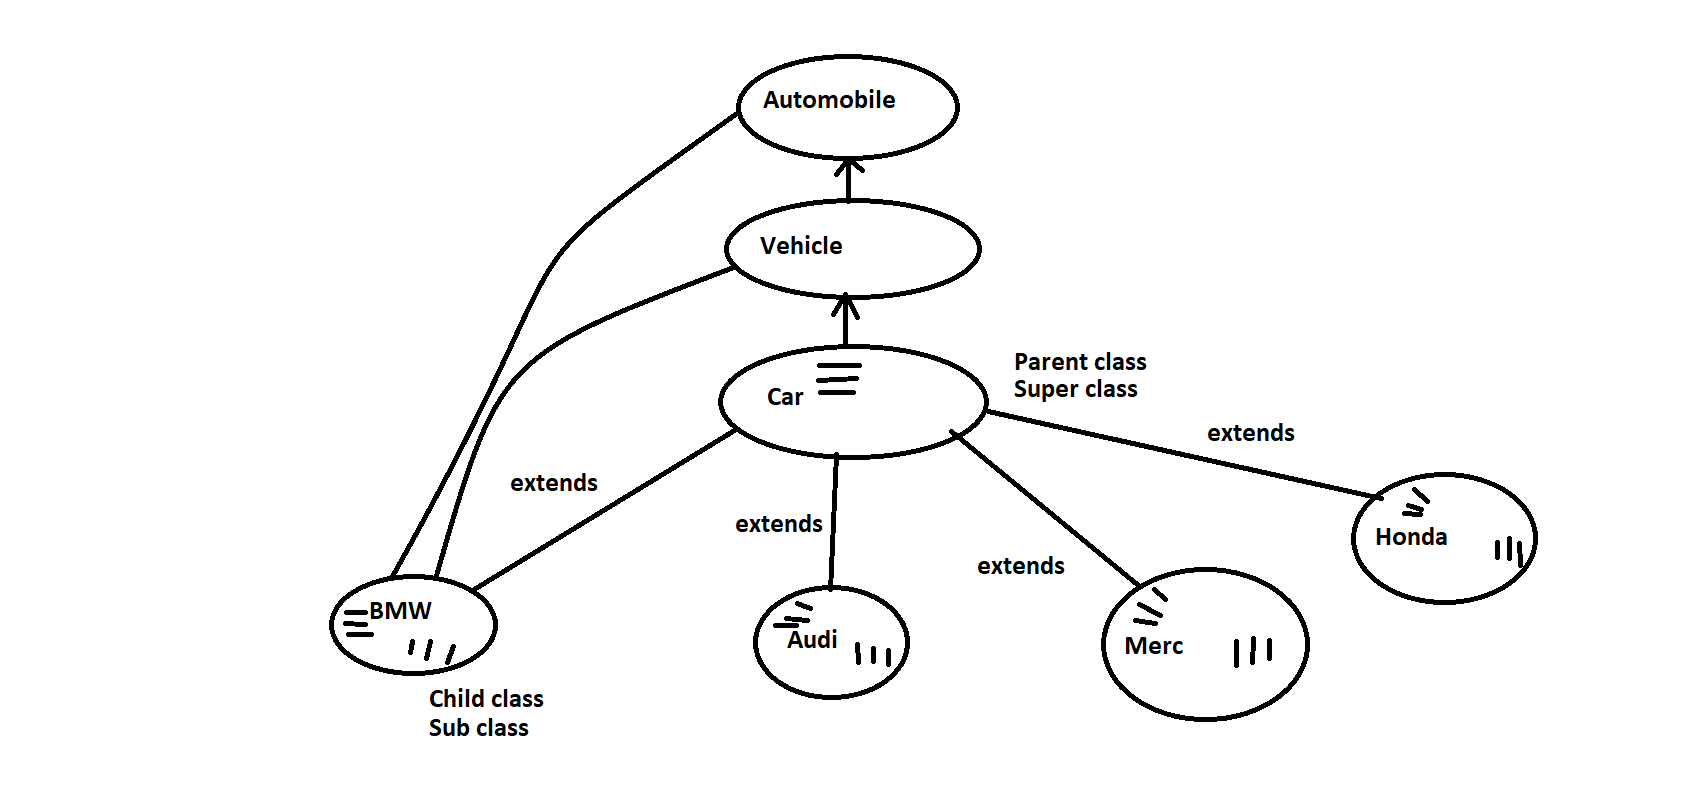 Automobile
Vehicle
Car
Parent class
Super class
extends
extends
extends
extends
BMW
Audi
Merc
Honda
Child class
Sub class